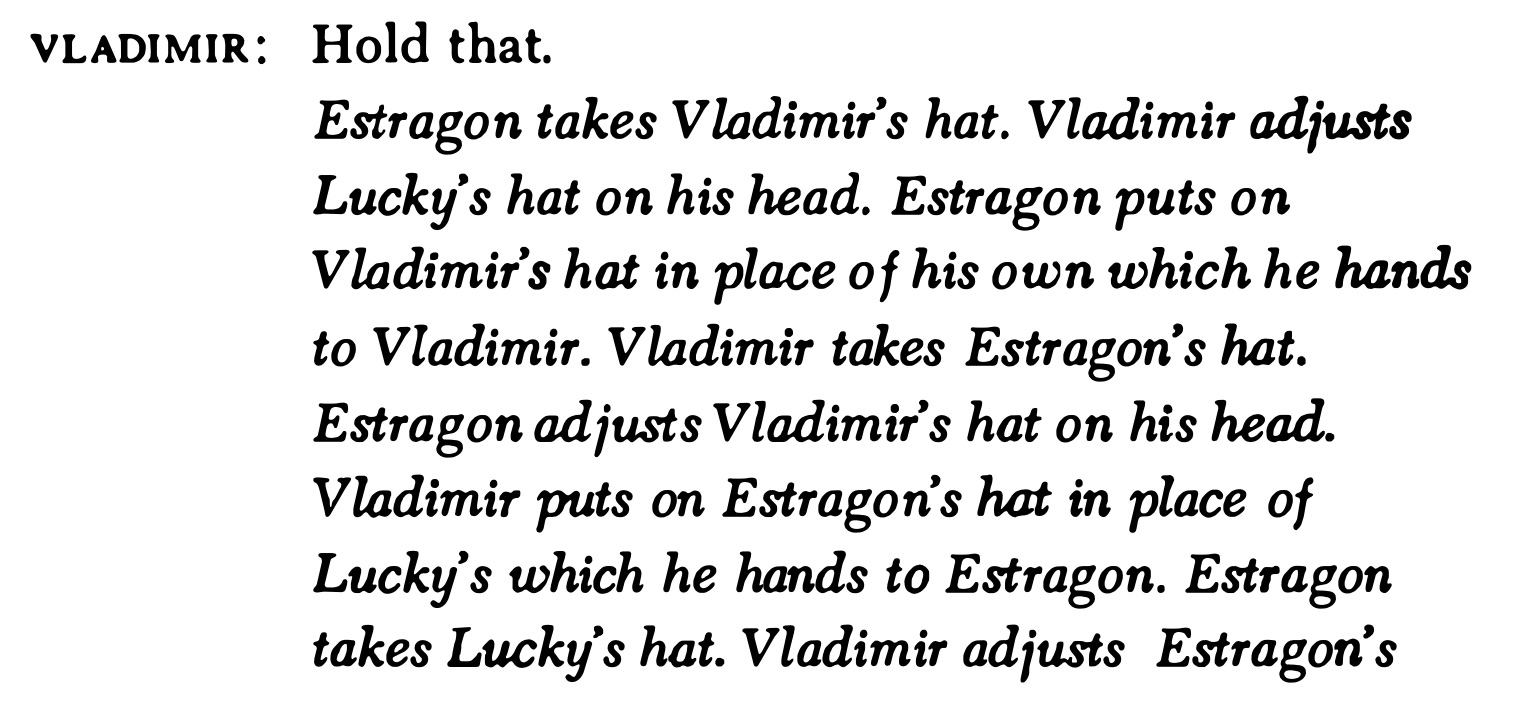 VLADIMIR: Hold that.
Estragon takes Vladimir's hat. Vladimir adjusts
Lucky's hat on his head. Estragon puts on
Vladimir's hat in place of his own which he hands
to Vladimir. Vladimir takes Estragon's hat.
Estragon adjusts Vladimir's hat on his head.
Vladimir puts on Estragon's hat in place of
Lucky's which he hands to Estragon. Estragon
takes Lucky's hat. Vladimir adjusts Estragon's